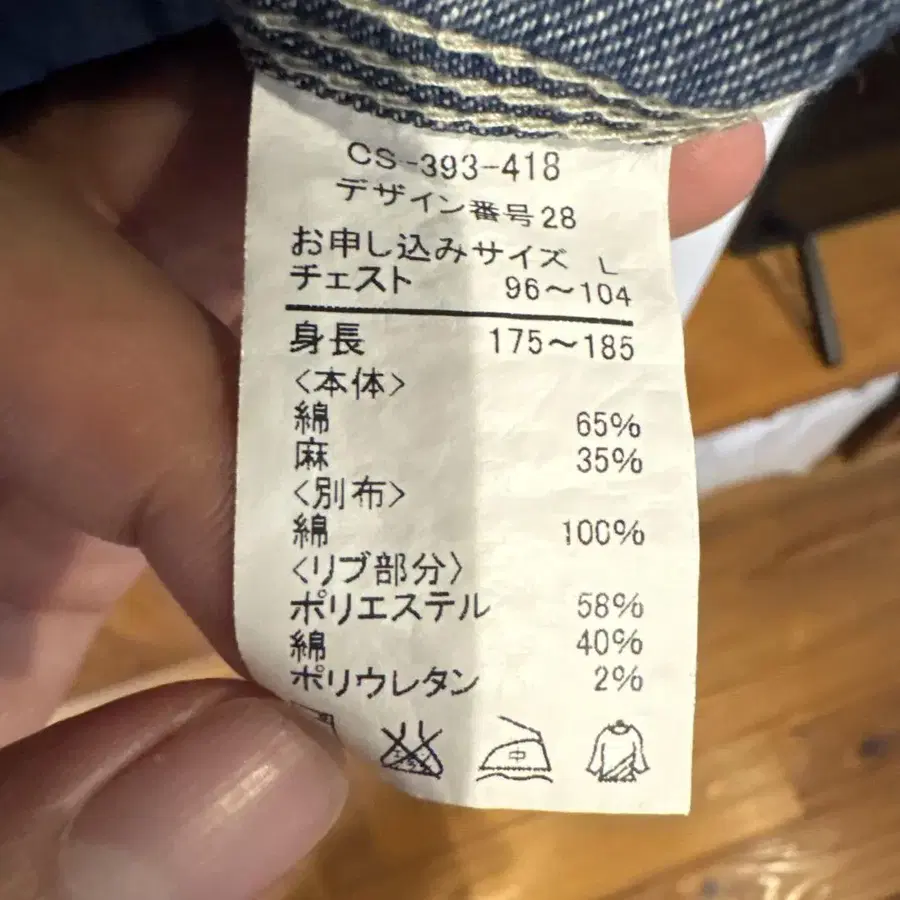 CS-393-418
デザイン番号28
お申し込みサイズ L
チェスト 96～104
身長 175～185
〈本体〉
綿 65%
麻 35%
〈別布〉
綿 100%
〈リブ部分〉
ポリエステル 58%
綿 40%
ポリウレタン 2%
中